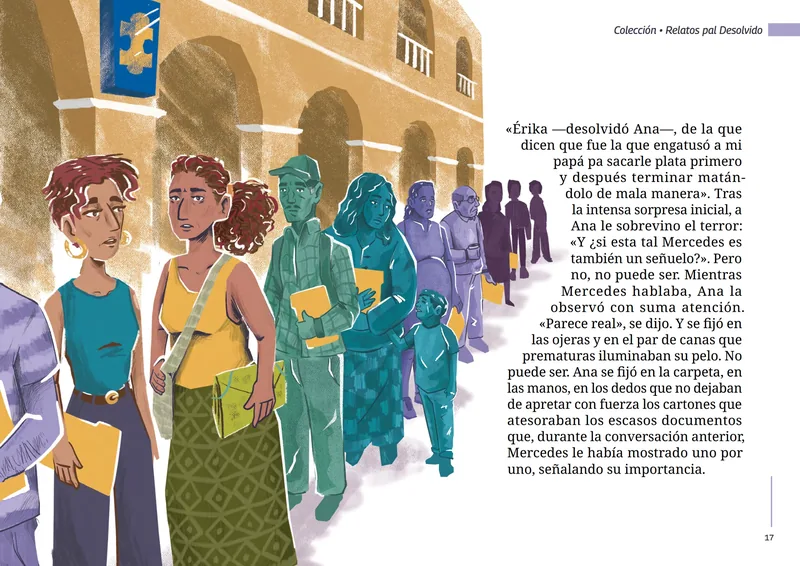 Colección • Relatos pal Desolvido
«Érika —desolvidó Ana—, de la que
dicen que fue la que engatusó a mi
papá pa sacarle plata primero
y después terminar matán-
dolo de mala manera». Tras
la intensa sorpresa inicial, a
Ana le sobrevino el terror:
«Y ¿si esta tal Mercedes es
también un señuelo?». Pero
no, no puede ser. Mientras
Mercedes hablaba, Ana la
observó con suma atención.
«Parece real», se dijo. Y se fijó en
las ojeras y en el par de canas que
prematuras iluminaban su pelo. No
puede ser. Ana se fijó en la carpeta, en
las manos, en los dedos que no dejaban
de apretar con fuerza los cartones que
atesoraban los escasos documentos
que, durante la conversación anterior,
Mercedes le había mostrado uno por
uno, señalando su importancia.
17